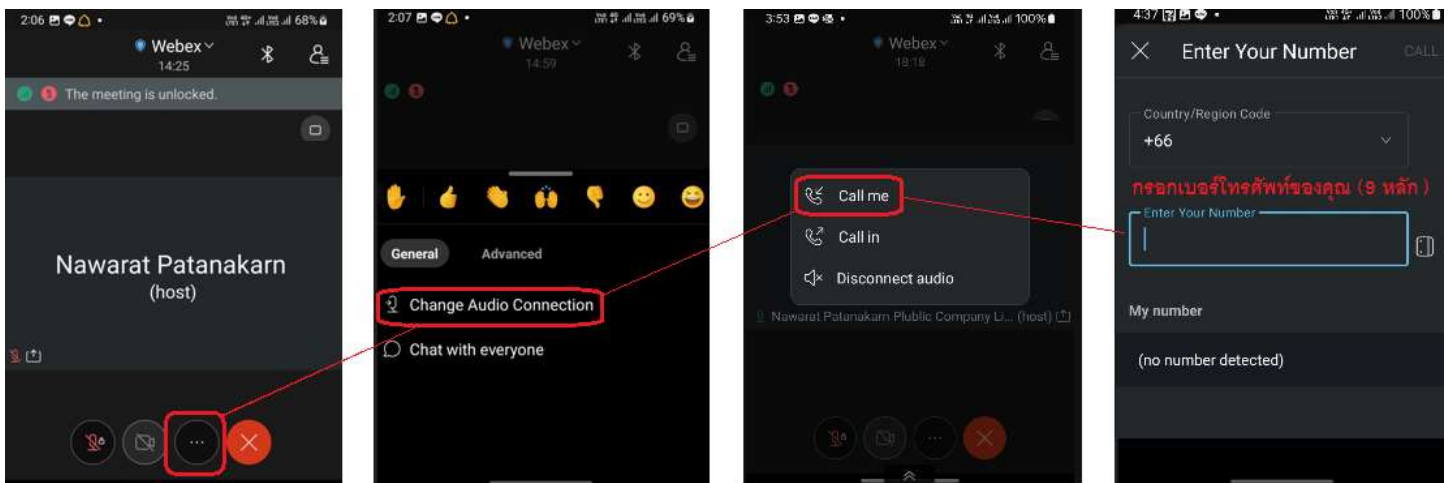 2:06
68%
Webex
14:25
The meeting is unlocked.
Nawarat Patanakarn
(host)
2:07
69%
Webex
14:59
General
Advanced
Change Audio Connection
Chat with everyone
3:53
100%
Webex
18:18
Call me
Call in
Disconnect audio
Nawarat Patanakarn Plublic Company Li... (host)
4:37
100%
Enter Your Number
CALL
Country/Region Code
+66
กรอกเบอร์โทรศัพท์ของคุณ (9 หลัก )
Enter Your Number
My number
(no number detected)